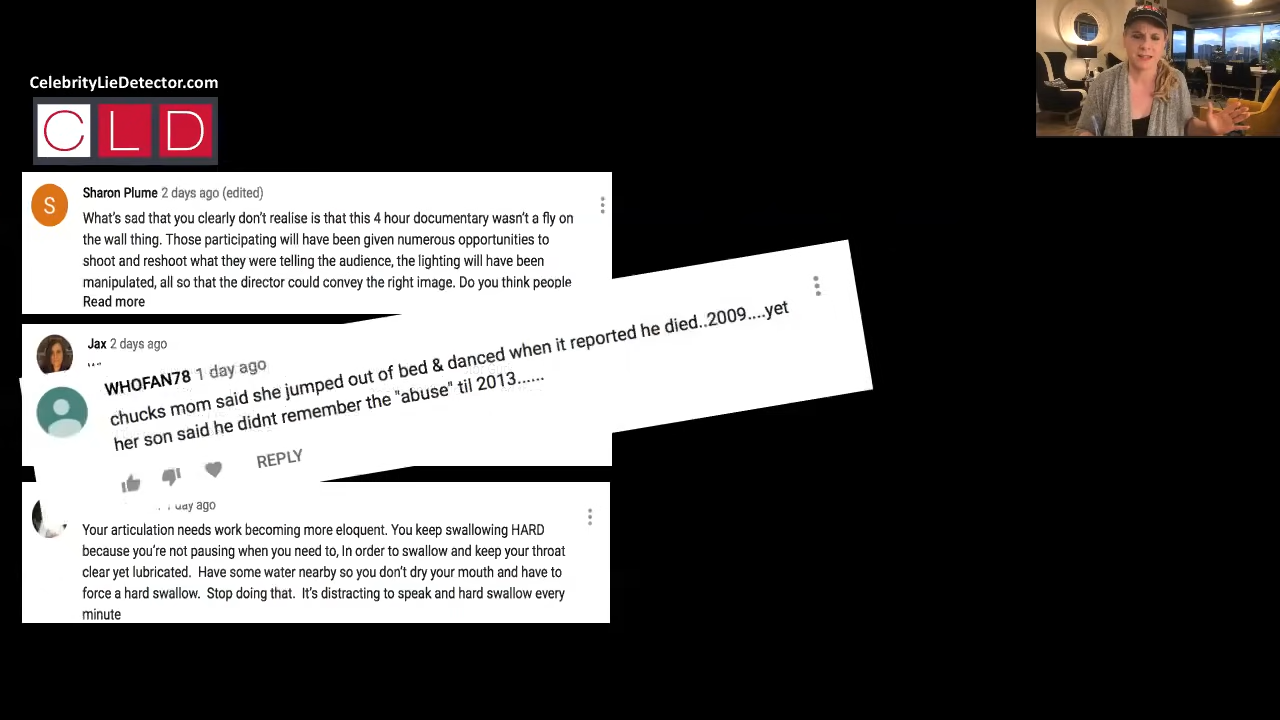 CelebrityLieDetector.com
CLD
S
Sharon Plume 2 days ago (edited)
What's sad that you clearly don't realise is that this 4 hour documentary wasn't a fly on
the wall thing. Those participating will have been given numerous opportunities to
shoot and reshoot what they were telling the audience, the lighting will have been
manipulated, all so that the director could convey the right image. Do you think people
Read more
Jax 2 days ago
WHOFAN78 1 day ago
chucks mom said she jumped out of bed & danced when it reported he died..2009....yet
her son said he didnt remember the "abuse" til 2013......
REPLY
day ago
Your articulation needs work becoming more eloquent. You keep swallowing HARD
because you're not pausing when you need to, In order to swallow and keep your throat
clear yet lubricated. Have some water nearby so you don't dry your mouth and have to
force a hard swallow. Stop doing that. It's distracting to speak and hard swallow every
minute